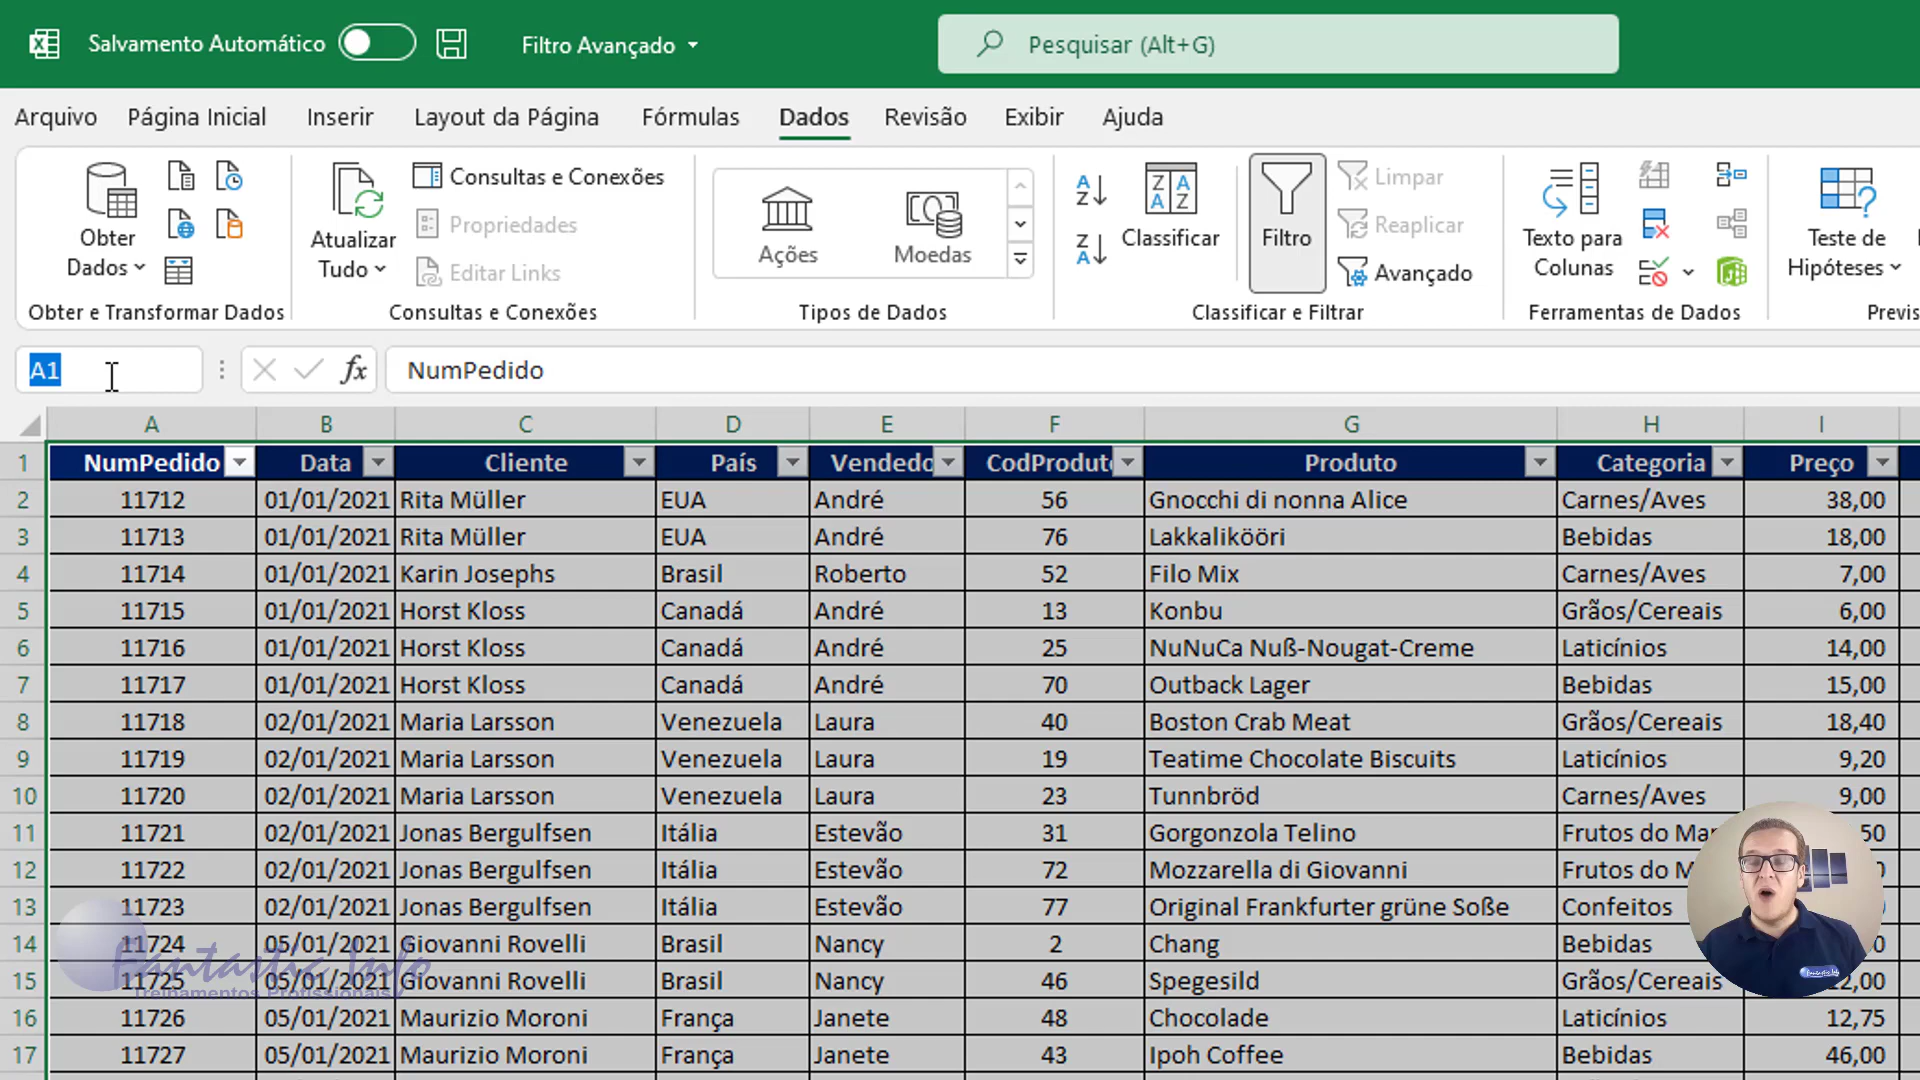 Salvamento Automático
Filtro Avançado
Pesquisar (Alt+G)
Arquivo Página Inicial Inserir Layout da Página Fórmulas Dados Revisão Exibir Ajuda
Obter Dados
Obter e Transformar Dados
Atualizar Tudo
Consultas e Conexões
Propriedades
Editar Links
Consultas e Conexões
Ações
Moedas
Tipos de Dados
Classificar
Filtro
Limpar
Reaplicar
Avançado
Classificar e Filtrar
Texto para Colunas
Ferramentas de Dados
Teste de Hipóteses
Previs
A1 fx NumPedido
A B C D E F G H I
1 NumPedido Data Cliente País Vendedo CodProdut Produto Categoria Preço
2 11712 01/01/2021 Rita Müller EUA André 56 Gnocchi di nonna Alice Carnes/Aves 38,00
3 11713 01/01/2021 Rita Müller EUA André 76 Lakkalikööri Bebidas 18,00
4 11714 01/01/2021 Karin Josephs Brasil Roberto 52 Filo Mix Carnes/Aves 7,00
5 11715 01/01/2021 Horst Kloss Canadá André 13 Konbu Grãos/Cereais 6,00
6 11716 01/01/2021 Horst Kloss Canadá André 25 NuNuCa Nuß-Nougat-Creme Laticínios 14,00
7 11717 01/01/2021 Horst Kloss Canadá André 70 Outback Lager Bebidas 15,00
8 11718 02/01/2021 Maria Larsson Venezuela Laura 40 Boston Crab Meat Grãos/Cereais 18,40
9 11719 02/01/2021 Maria Larsson Venezuela Laura 19 Teatime Chocolate Biscuits Laticínios 9,20
10 11720 02/01/2021 Maria Larsson Venezuela Laura 23 Tunnbröd Carnes/Aves 9,00
11 11721 02/01/2021 Jonas Bergulfsen Itália Estevão 31 Gorgonzola Telino Frutos do Mar 50
12 11722 02/01/2021 Jonas Bergulfsen Itália Estevão 72 Mozzarella di Giovanni Frutos do M
13 11723 02/01/2021 Jonas Bergulfsen Itália Estevão 77 Original Frankfurter grüne Soße Confeitos
14 11724 05/01/2021 Giovanni Rovelli Brasil Nancy 2 Chang Bebidas
15 11725 05/01/2021 Giovanni Rovelli Brasil Nancy 46 Spegesild Grãos/Cereais 2,00
16 11726 05/01/2021 Maurizio Moroni França Janete 48 Chocolade Laticínios 12,75
17 11727 05/01/2021 Maurizio Moroni França Janete 43 Ipoh Coffee Bebidas 46,00
Fantastic Info
Treinamentos Profissionais